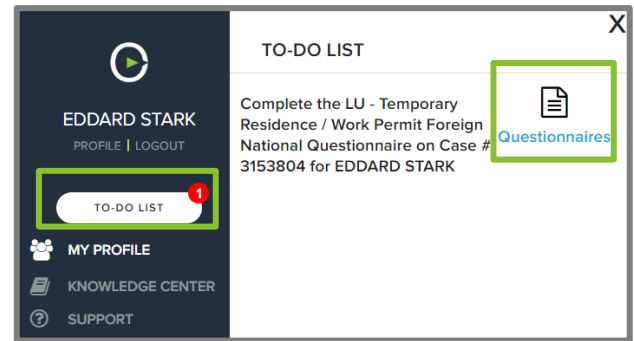 EDDARD STARK
PROFILE | LOGOUT
TO-DO LIST
1
MY PROFILE
KNOWLEDGE CENTER
SUPPORT
X
TO-DO LIST
Complete the LU - Temporary
Residence / Work Permit Foreign
National Questionnaire on Case #
3153804 for EDDARD STARK
Questionnaires